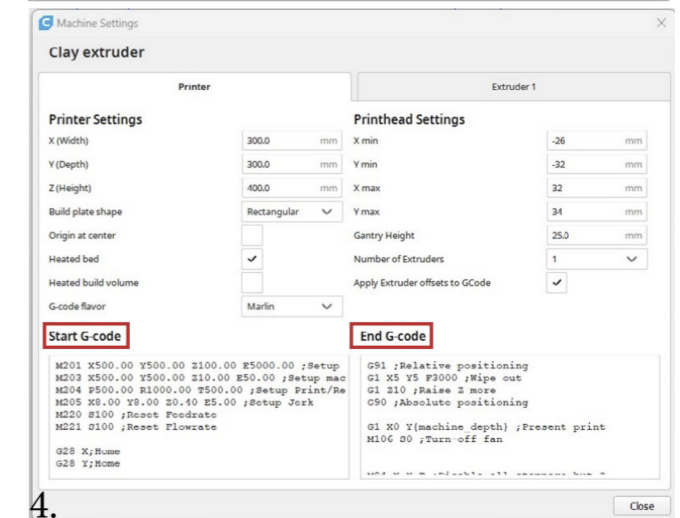 Machine Settings
Clay extruder
Printer
Extruder 1
Printer Settings
X (Width) 300.0 mm
Y (Depth) 300.0 mm
Z (Height) 400.0 mm
Build plate shape Rectangular
Origin at center
Heated bed
Heated build volume
G-code flavor Marlin
Printhead Settings
X min -26 mm
Y min -32 mm
X max 32 mm
Y max 34 mm
Gantry Height 25.0 mm
Number of Extruders 1
Apply Extruder offsets to GCode
Start G-code
M201 X500.00 Y500.00 Z100.00 E5000.00 ;Setup
M203 X500.00 Y500.00 Z10.00 E50.00 ;Setup mac
M204 P500.00 R1000.00 T500.00 ;Setup Print/Re
M205 X8.00 Y8.00 Z0.40 E5.00 ;Setup Jerk
M220 S100 ;Reset Feedrate
M221 S100 ;Reset Flowrate
G28 X;Home
G28 Y;Home
End G-code
G91 ;Relative positioning
G1 X5 Y5 F3000 ;Wipe out
G1 Z10 ;Raise Z more
G90 ;Absolute positioning
G1 X0 Y{machine_depth} ;Present print
M106 S0 ;Turn-off fan
Close
4.